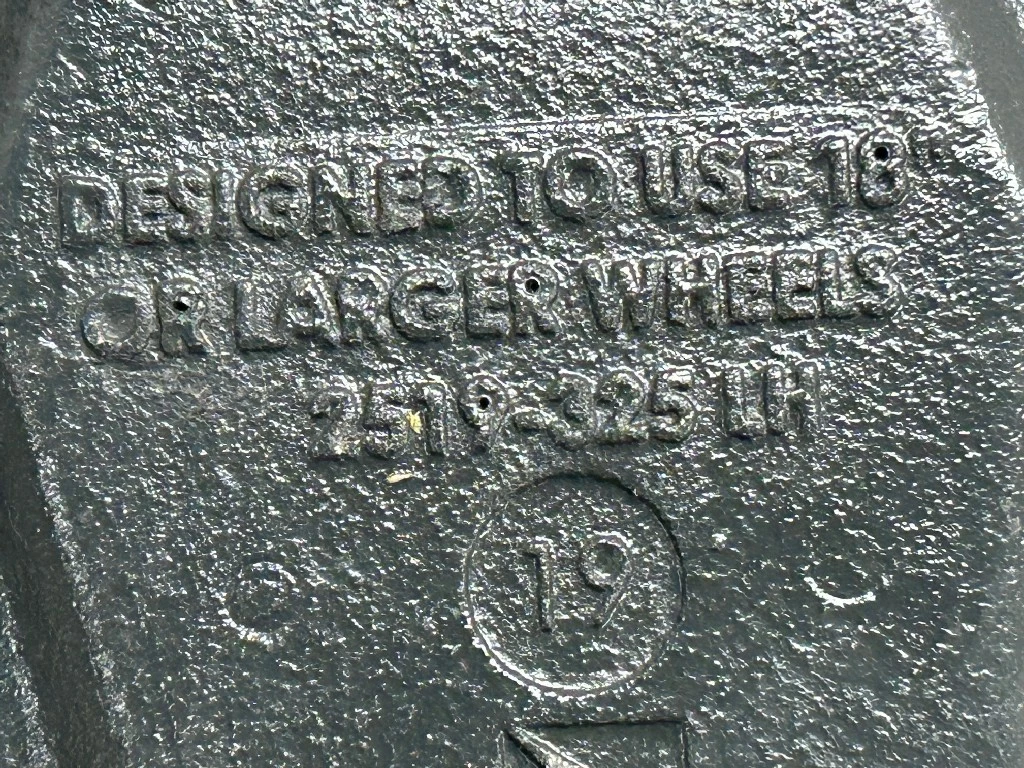 DESIGNED TO USE 18"
OR LARGER WHEELS
2519-325 LH
19